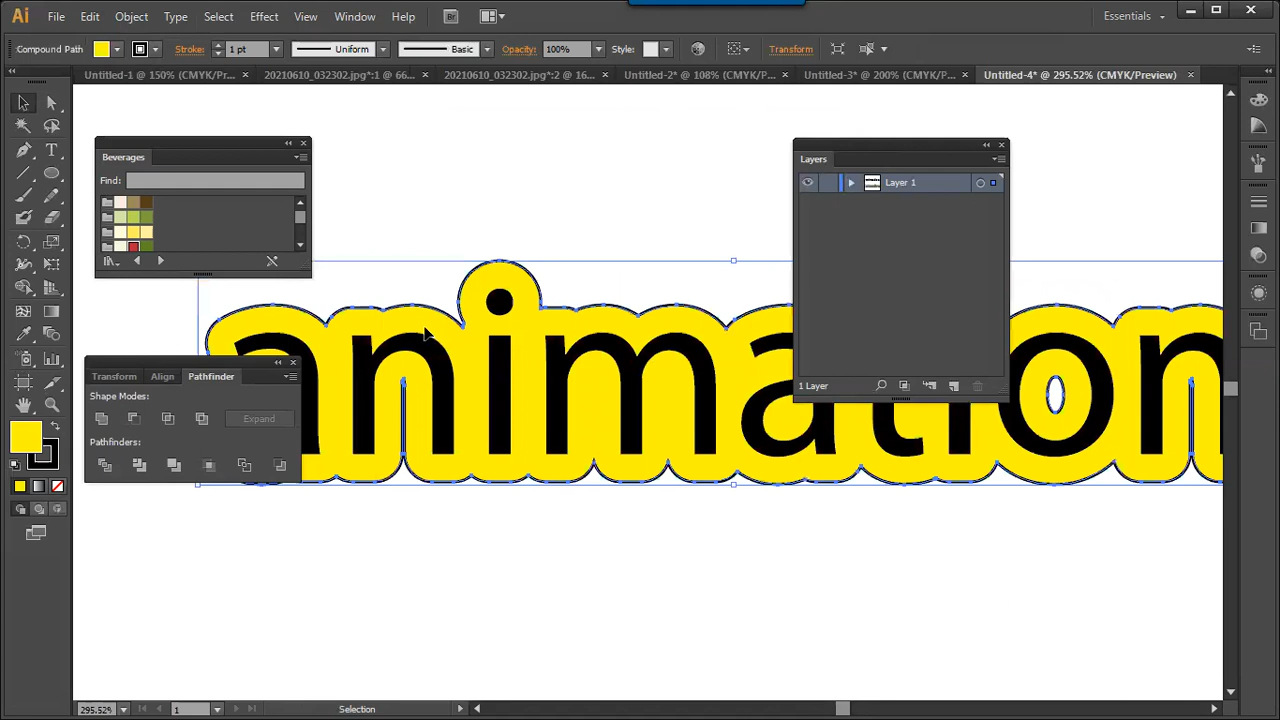 Ai File Edit Object Type Select Effect View Window Help Br Essentials
Compound Path Stroke: 1 pt Uniform Basic Opacity: 100% Style: Transform
Untitled-1 @ 150% (CMYK/Pr... 20210610_032302.jpg*:1 @ 66... 20210610_032302.jpg*:2 @ 16... Untitled-2* @ 108% (CMYK/P... Untitled-3* @ 200% (CMYK/P... Untitled-4* @ 295.52% (CMYK/Preview)
Beverages
Find:
Layers
Layer 1
1 Layer
animation
Transform Align Pathfinder
Shape Modes:
Expand
Pathfinders:
295.52% 1 Selection